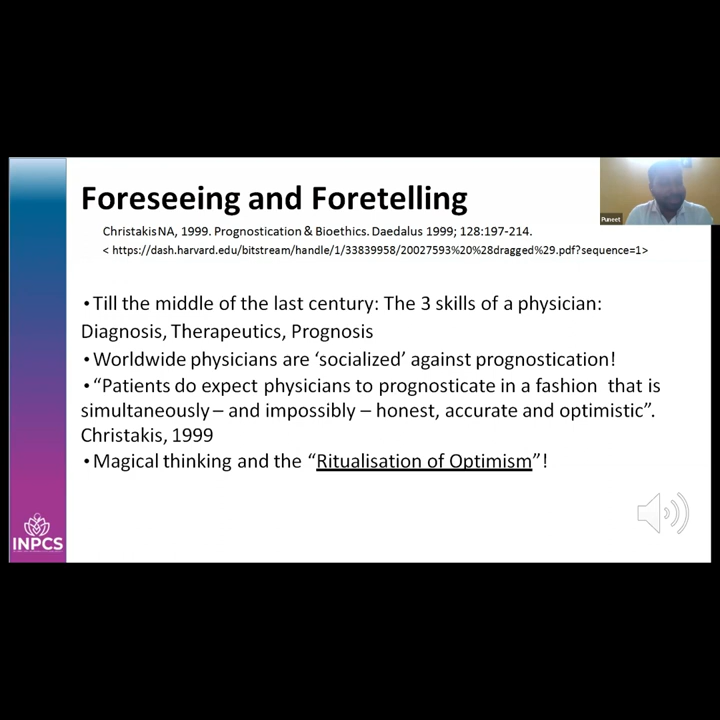 Foreseeing and Foretelling
Puneet
Christakis NA, 1999. Prognostication & Bioethics. Daedalus 1999; 128:197-214.
< https://dash.harvard.edu/bitstream/handle/1/33839958/20027593%20%28dragged%29.pdf?sequence=1>
•Till the middle of the last century: The 3 skills of a physician:
Diagnosis, Therapeutics, Prognosis
•Worldwide physicians are ‘socialized’ against prognostication!
•“Patients do expect physicians to prognosticate in a fashion that is
simultaneously – and impossibly – honest, accurate and optimistic”.
Christakis, 1999
•Magical thinking and the “Ritualisation of Optimism”!
INPCS